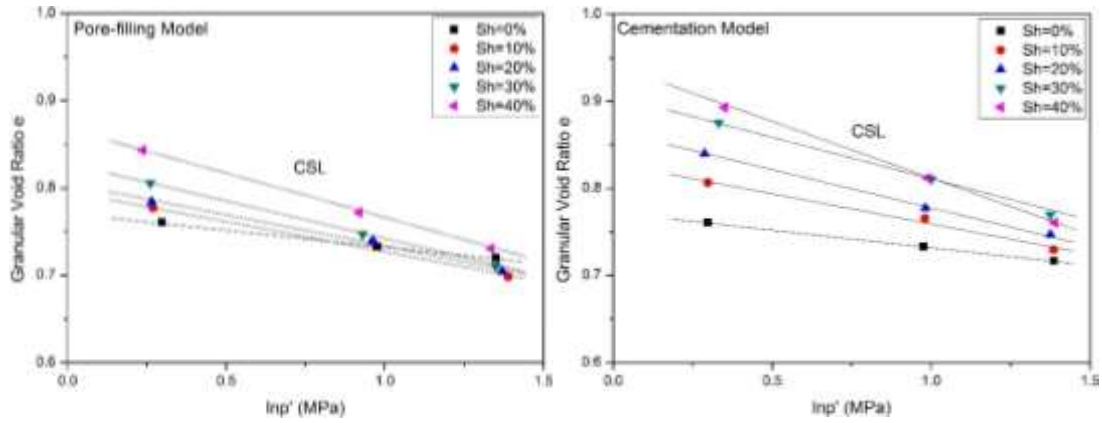 Pore-filling Model
Sh=0%
Sh=10%
Sh=20%
Sh=30%
Sh=40%
CSL
1.0
0.9
0.8
0.7
0.6
Granular Void Ratio e
0.0
0.5
1.0
1.5
lnp' (MPa)
Cementation Model
Sh=0%
Sh=10%
Sh=20%
Sh=30%
Sh=40%
CSL
1.0
0.9
0.8
0.7
0.6
Granular Void Ratio e
0.0
0.5
1.0
1.5
lnp' (MPa)